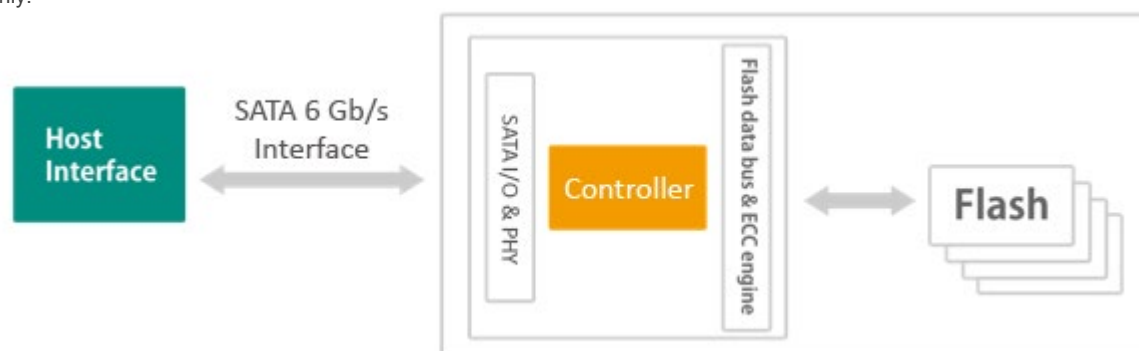 Host
Interface
SATA 6 Gb/s
Interface
SATA I/O & PHY
Controller
Flash data bus & ECC engine
Flash